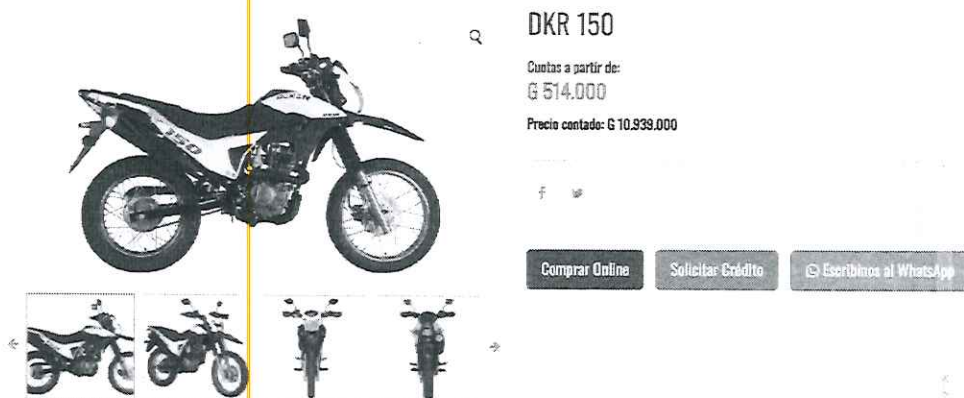 DKR 150
Cuotas a partir de:
G 514.000
Precio contado: G 10.939.000
150
Comprar Online
Solicitar Crédito
Escribinos al WhatsApp